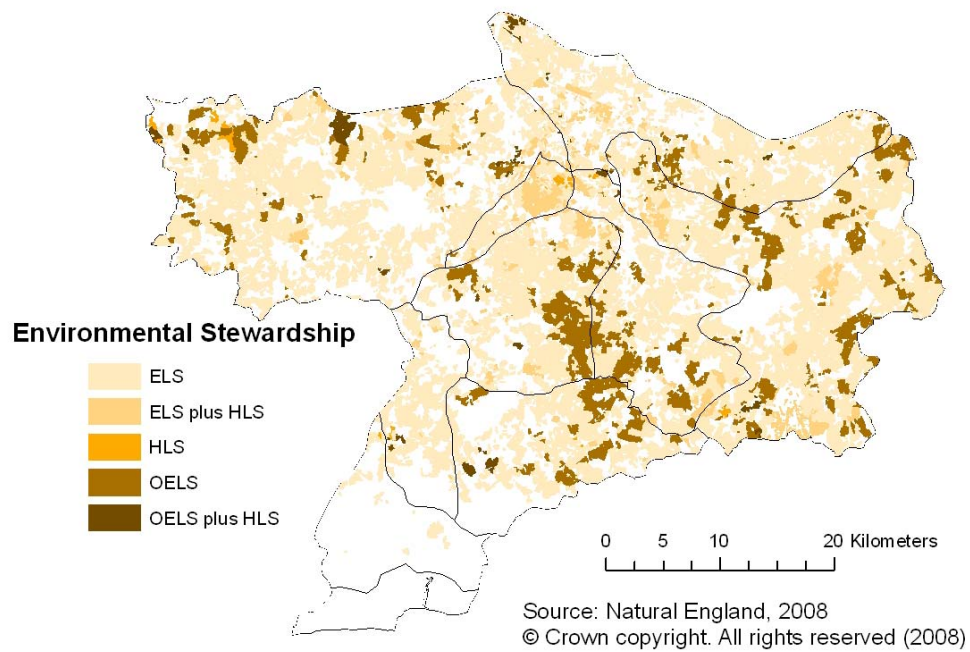 Environmental Stewardship
ELS
ELS plus HLS
HLS
OELS
OELS plus HLS
0 5 10 20 Kilometers
Source: Natural England, 2008
© Crown copyright. All rights reserved (2008)